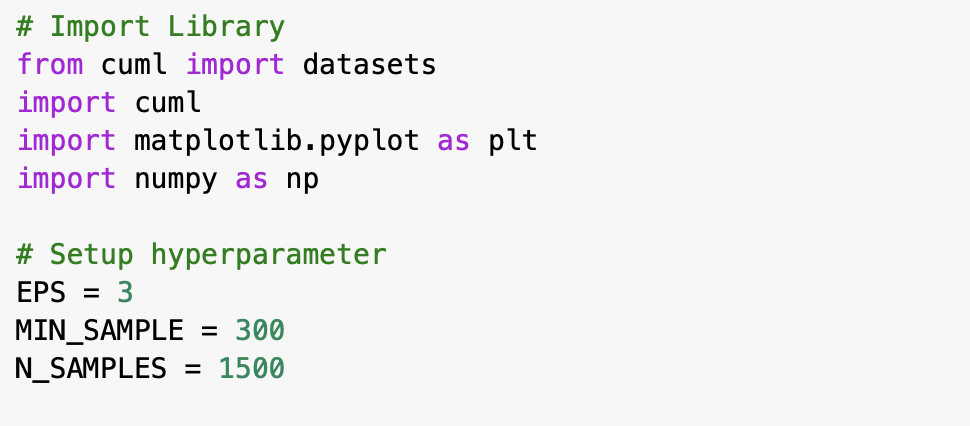 # Import Library
from cuml import datasets
import cuml
import matplotlib.pyplot as plt
import numpy as np
# Setup hyperparameter
EPS = 3
MIN_SAMPLE = 300
N_SAMPLES = 1500